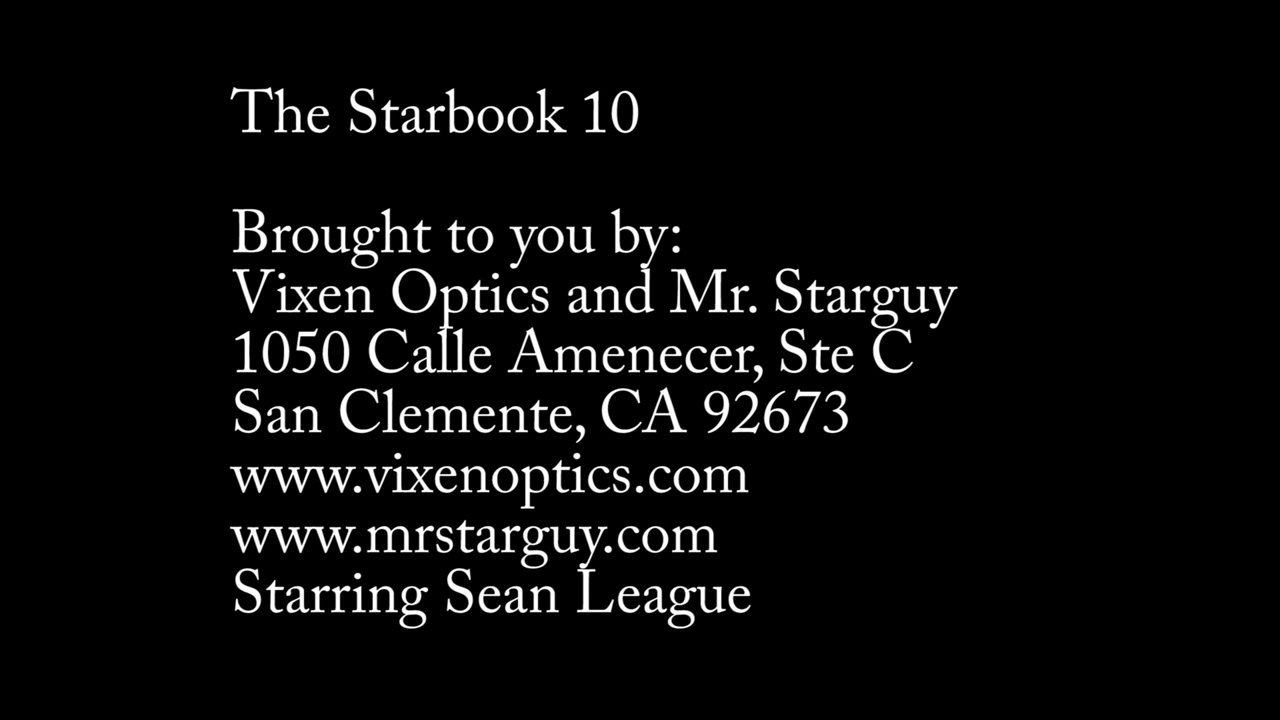 The Starbook 10
Brought to you by:
Vixen Optics and Mr. Starguy
1050 Calle Amenecer, Ste C
San Clemente, CA 92673
www.vixenoptics.com
www.mrstarguy.com
Starring Sean League